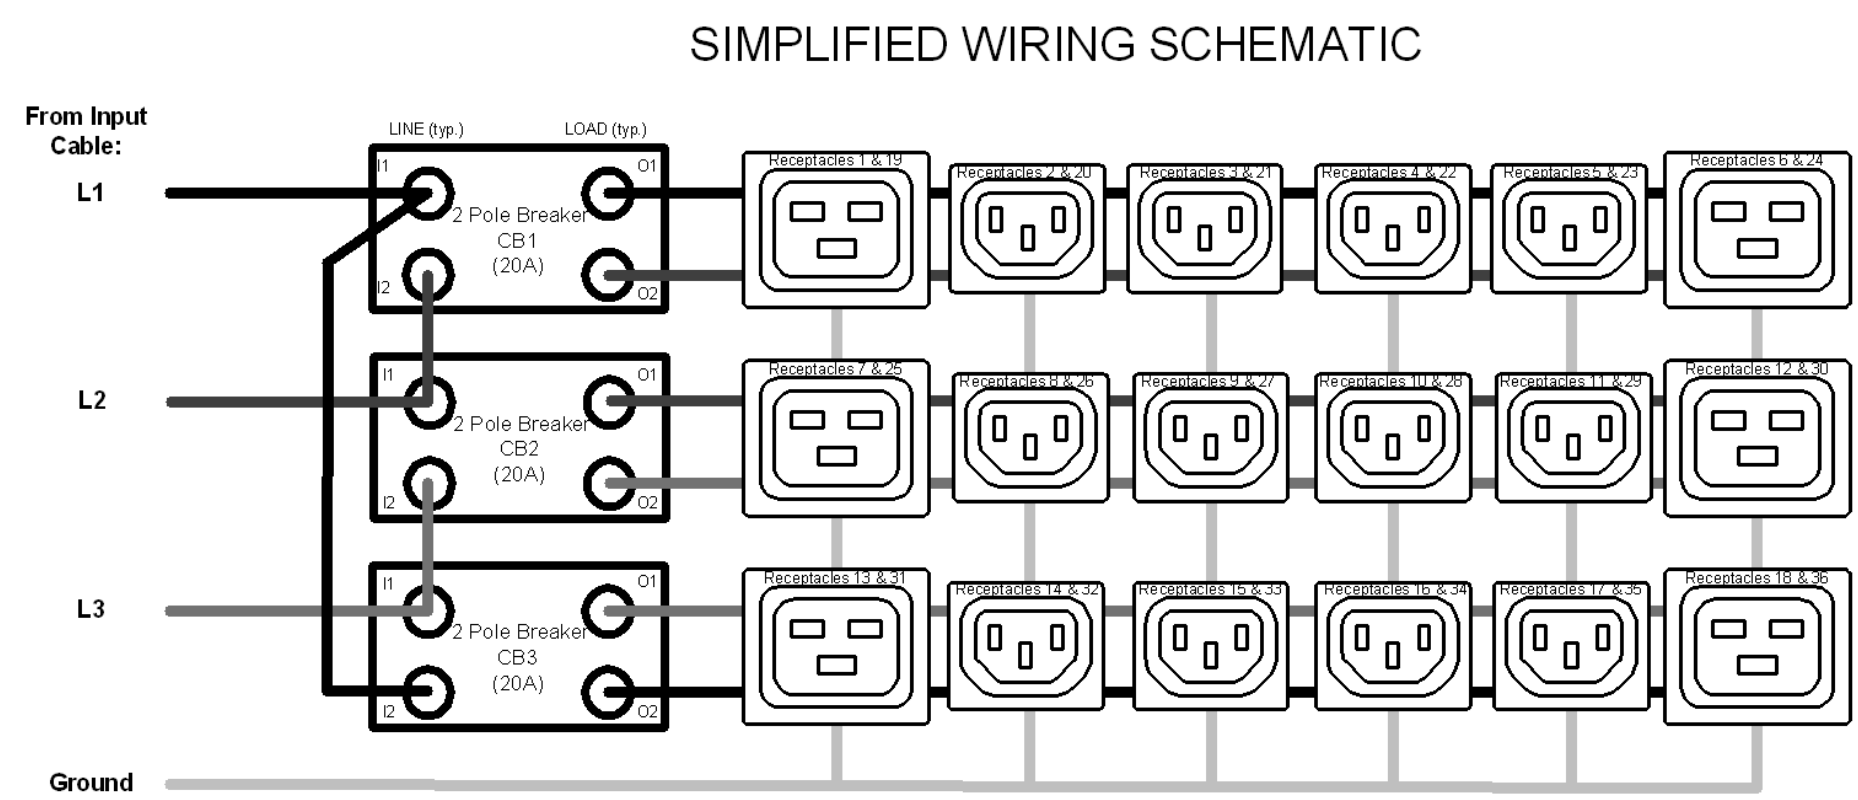 SIMPLIFIED WIRING SCHEMATIC
From Input
Cable:
LINE (typ.)
LOAD (typ.)
L1
I1
O1
2 Pole Breaker
CB1
(20A)
I2
O2
Receptacles 1 & 19
Receptacles 2 & 20
Receptacles 3 & 21
Receptacles 4 & 22
Receptacles 5 & 23
Receptacles 6 & 24
L2
I1
O1
2 Pole Breaker
CB2
(20A)
I2
O2
Receptacles 7 & 25
Receptacles 8 & 26
Receptacles 9 & 27
Receptacles 10 & 28
Receptacles 11 & 29
Receptacles 12 & 30
L3
I1
O1
2 Pole Breaker
CB3
(20A)
I2
O2
Receptacles 13 & 31
Receptacles 14 & 32
Receptacles 15 & 33
Receptacles 16 & 34
Receptacles 17 & 35
Receptacles 18 & 36
Ground